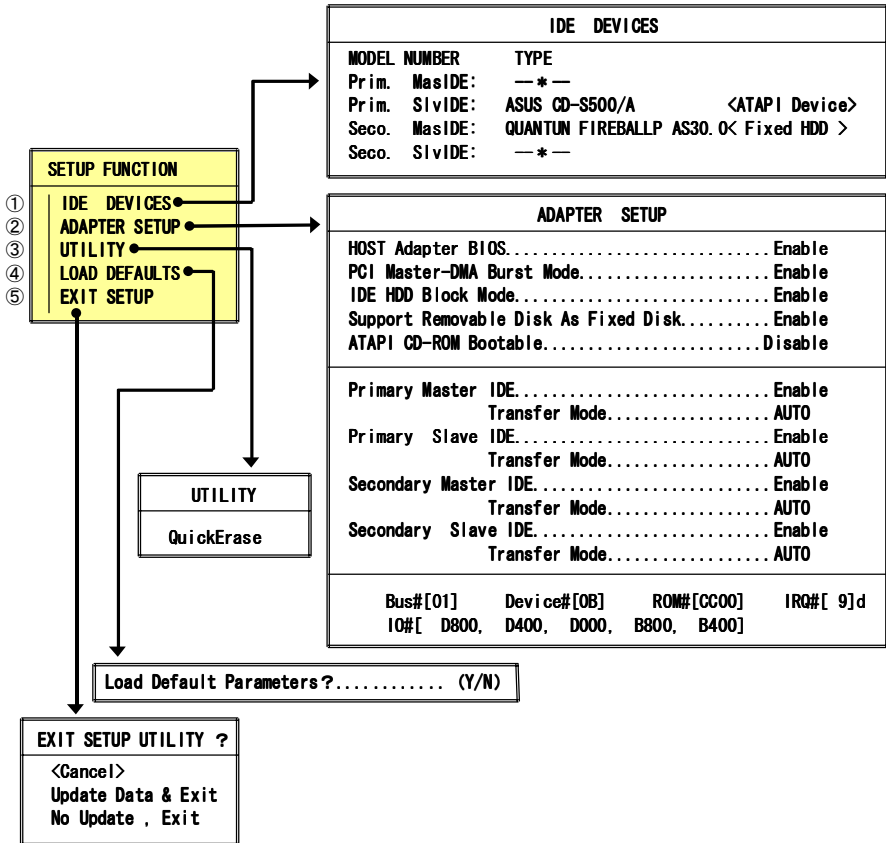 IDE DEVICES
MODEL NUMBER TYPE
Prim. MasIDE: —*—
Prim. SlvIDE: ASUS CD-S500/A <ATAPI Device>
Seco. MasIDE: QUANTUN FIREBALLP AS30.0< Fixed HDD >
Seco. SlvIDE: —*—
SETUP FUNCTION
① IDE DEVICES
② ADAPTER SETUP
③ UTILITY
④ LOAD DEFAULTS
⑤ EXIT SETUP
ADAPTER SETUP
HOST Adapter BIOS............................Enable
PCI Master-DMA Burst Mode....................Enable
IDE HDD Block Mode...........................Enable
Support Removable Disk As Fixed Disk..........Enable
ATAPI CD-ROM Bootable.......................Disable
Primary Master IDE...........................Enable
Transfer Mode.................AUTO
Primary Slave IDE...........................Enable
Transfer Mode.................AUTO
Secondary Master IDE.........................Enable
Transfer Mode.................AUTO
Secondary Slave IDE.........................Enable
Transfer Mode.................AUTO
Bus#[01] Device#[0B] ROM#[CC00] IRQ#[ 9]d
IO#[ D800, D400, D000, B800, B400]
UTILITY
QuickErase
Load Default Parameters?............ (Y/N)
EXIT SETUP UTILITY ?
<Cancel>
Update Data & Exit
No Update , Exit